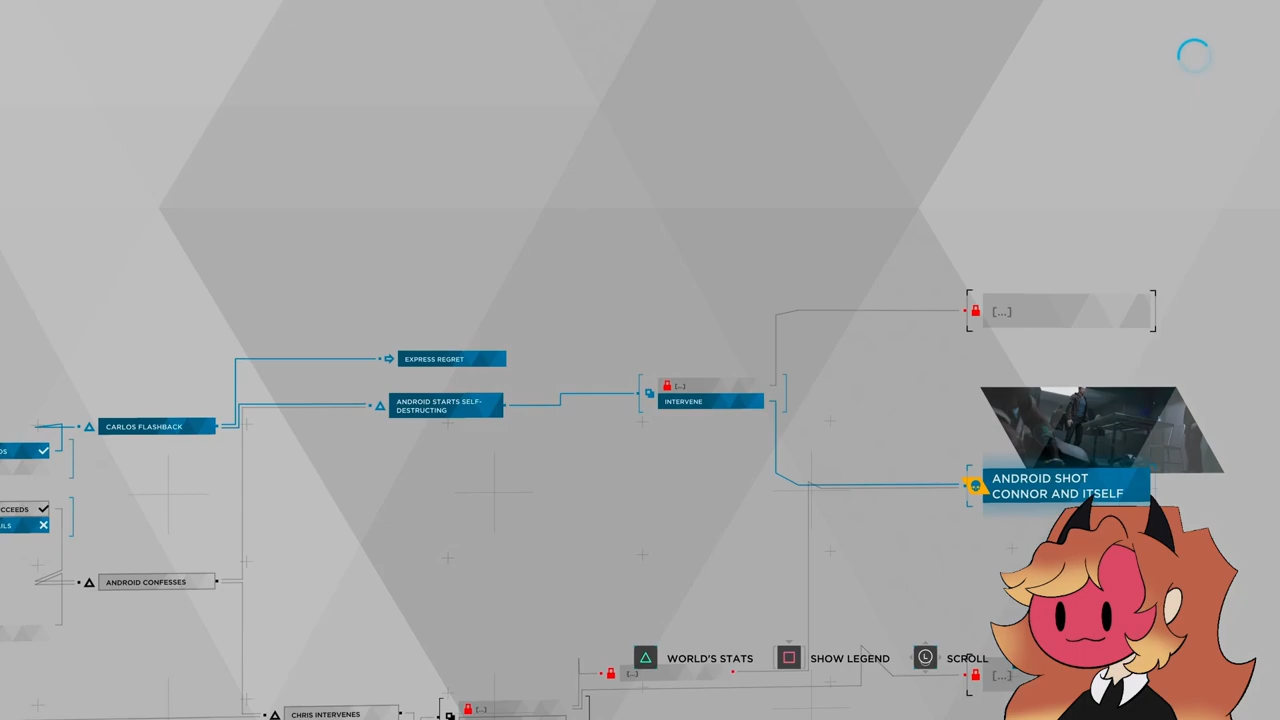 [...]
EXPRESS REGRET
[...]
ANDROID STARTS SELF-
DESTRUCTING
INTERVENE
CARLOS FLASHBACK
ANDROID SHOT
CONNOR AND ITSELF
ANDROID CONFESSES
WORLD'S STATS
SHOW LEGEND
L
SCROLL
[...]
[...]
[...]
CHRIS INTERVENES